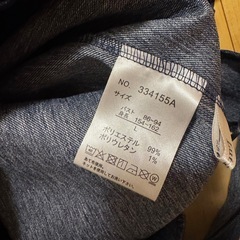 NO. 334155A
サイズ
バスト 86-94
身長 154-162
L
ポリエステル 99%
ポリウレタン 1%